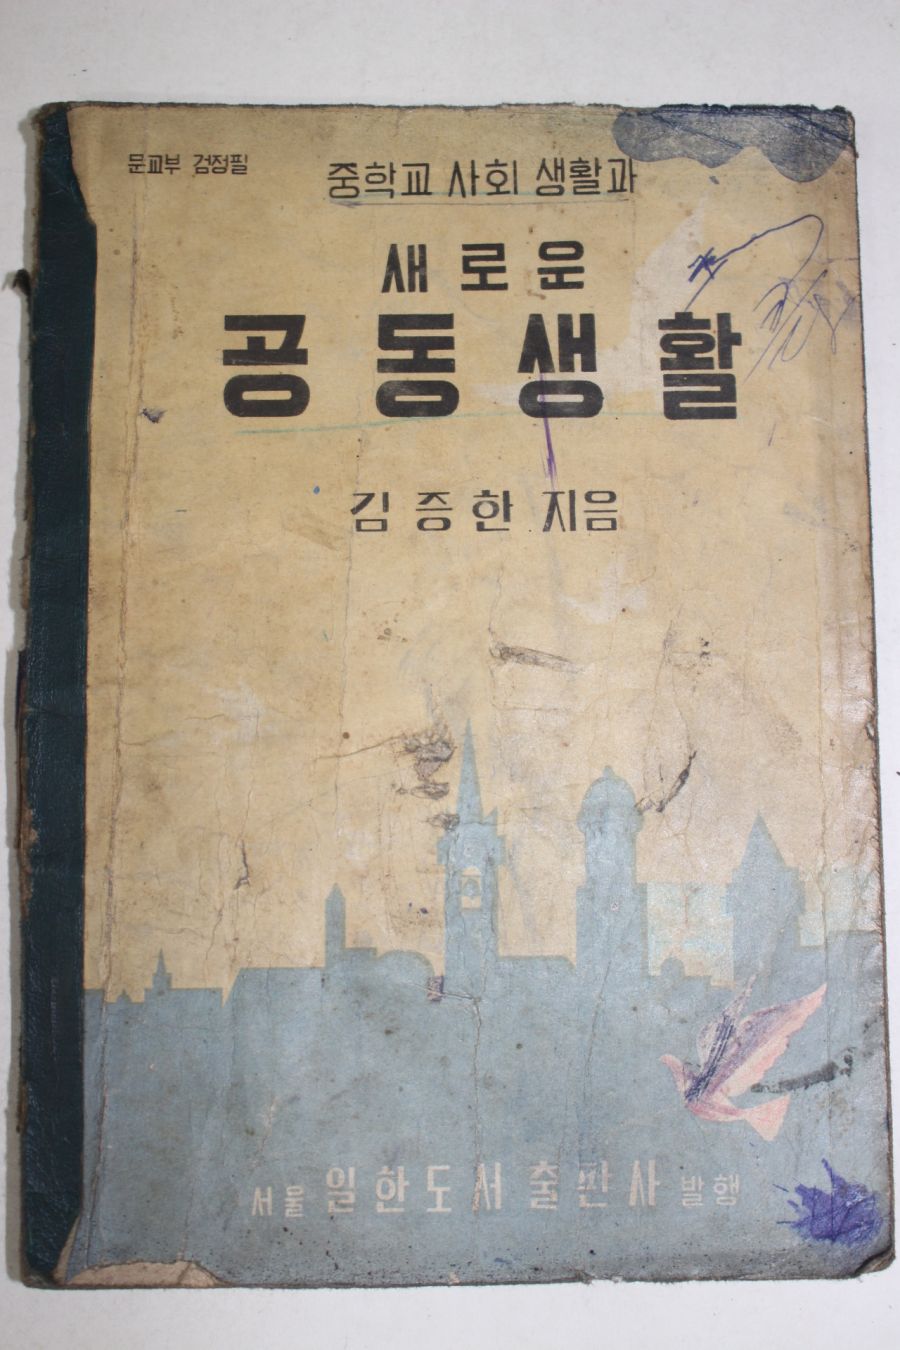 문교부 검정필
중학교 사회 생활과
새로운
공동생활
김증한 지음
서울 일한도서출판사 발행